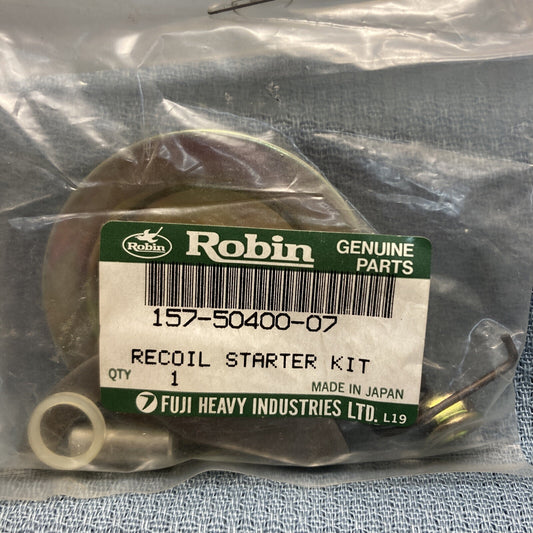 Robin
Robin
GENUINE
PARTS
157-50400-07
RECOIL STARTER KIT
QTY 1
MADE IN JAPAN
FUJI HEAVY INDUSTRIES LTD. L19